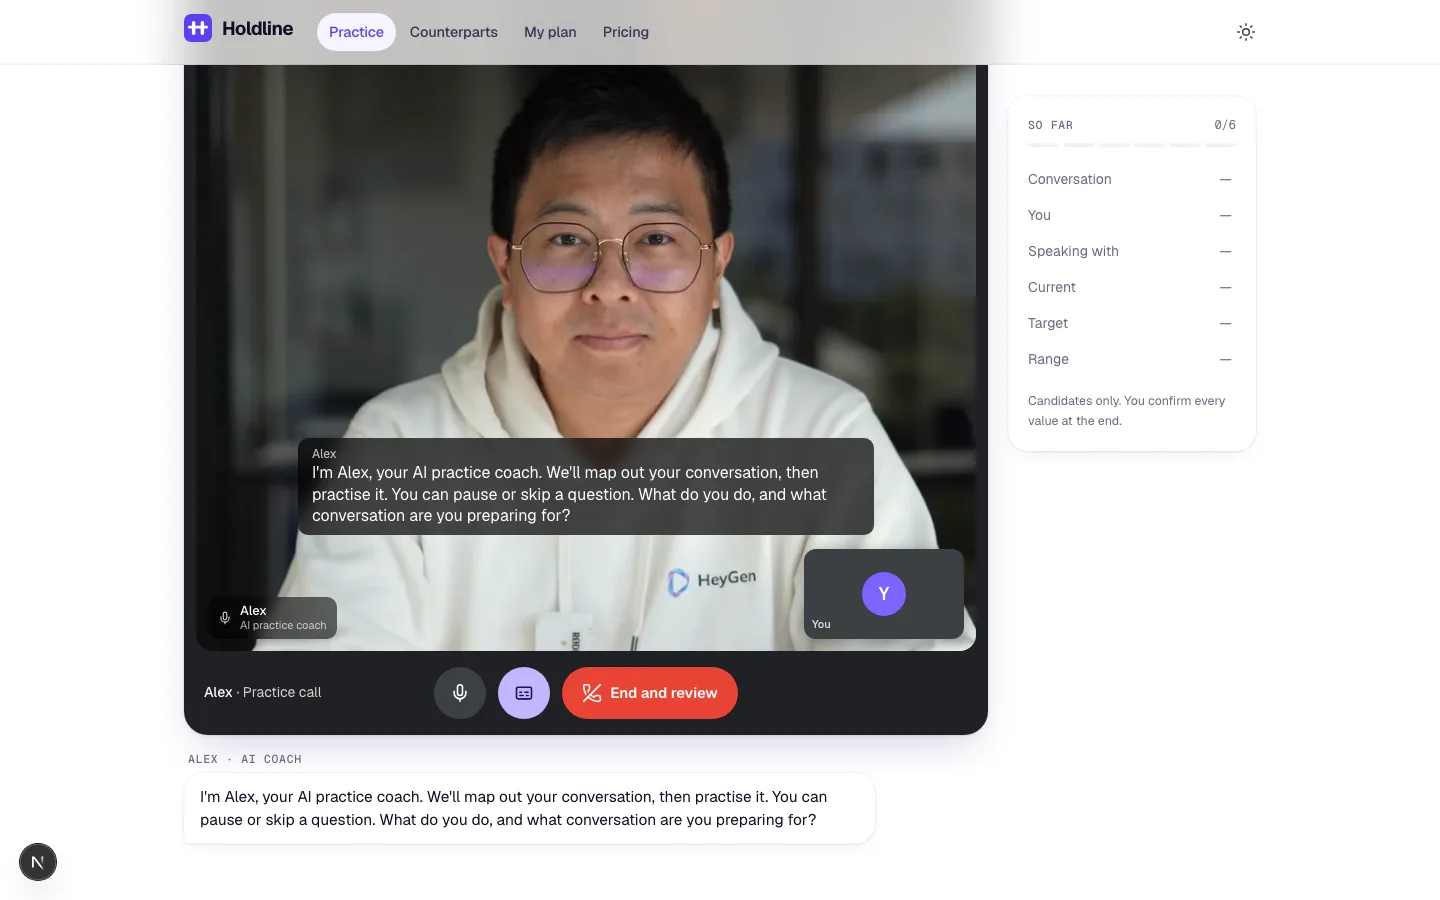 Holdline
Practice
Counterparts
My plan
Pricing
Alex
I'm Alex, your AI practice coach. We'll map out your conversation, then
practise it. You can pause or skip a question. What do you do, and what
conversation are you preparing for?
HeyGen
Alex
AI practice coach
Y
You
Alex · Practice call
End and review
ALEX · AI COACH
I'm Alex, your AI practice coach. We'll map out your conversation, then practise it. You can
pause or skip a question. What do you do, and what conversation are you preparing for?
SO FAR 0/6
Conversation —
You —
Speaking with —
Current —
Target —
Range —
Candidates only. You confirm every
value at the end.
N